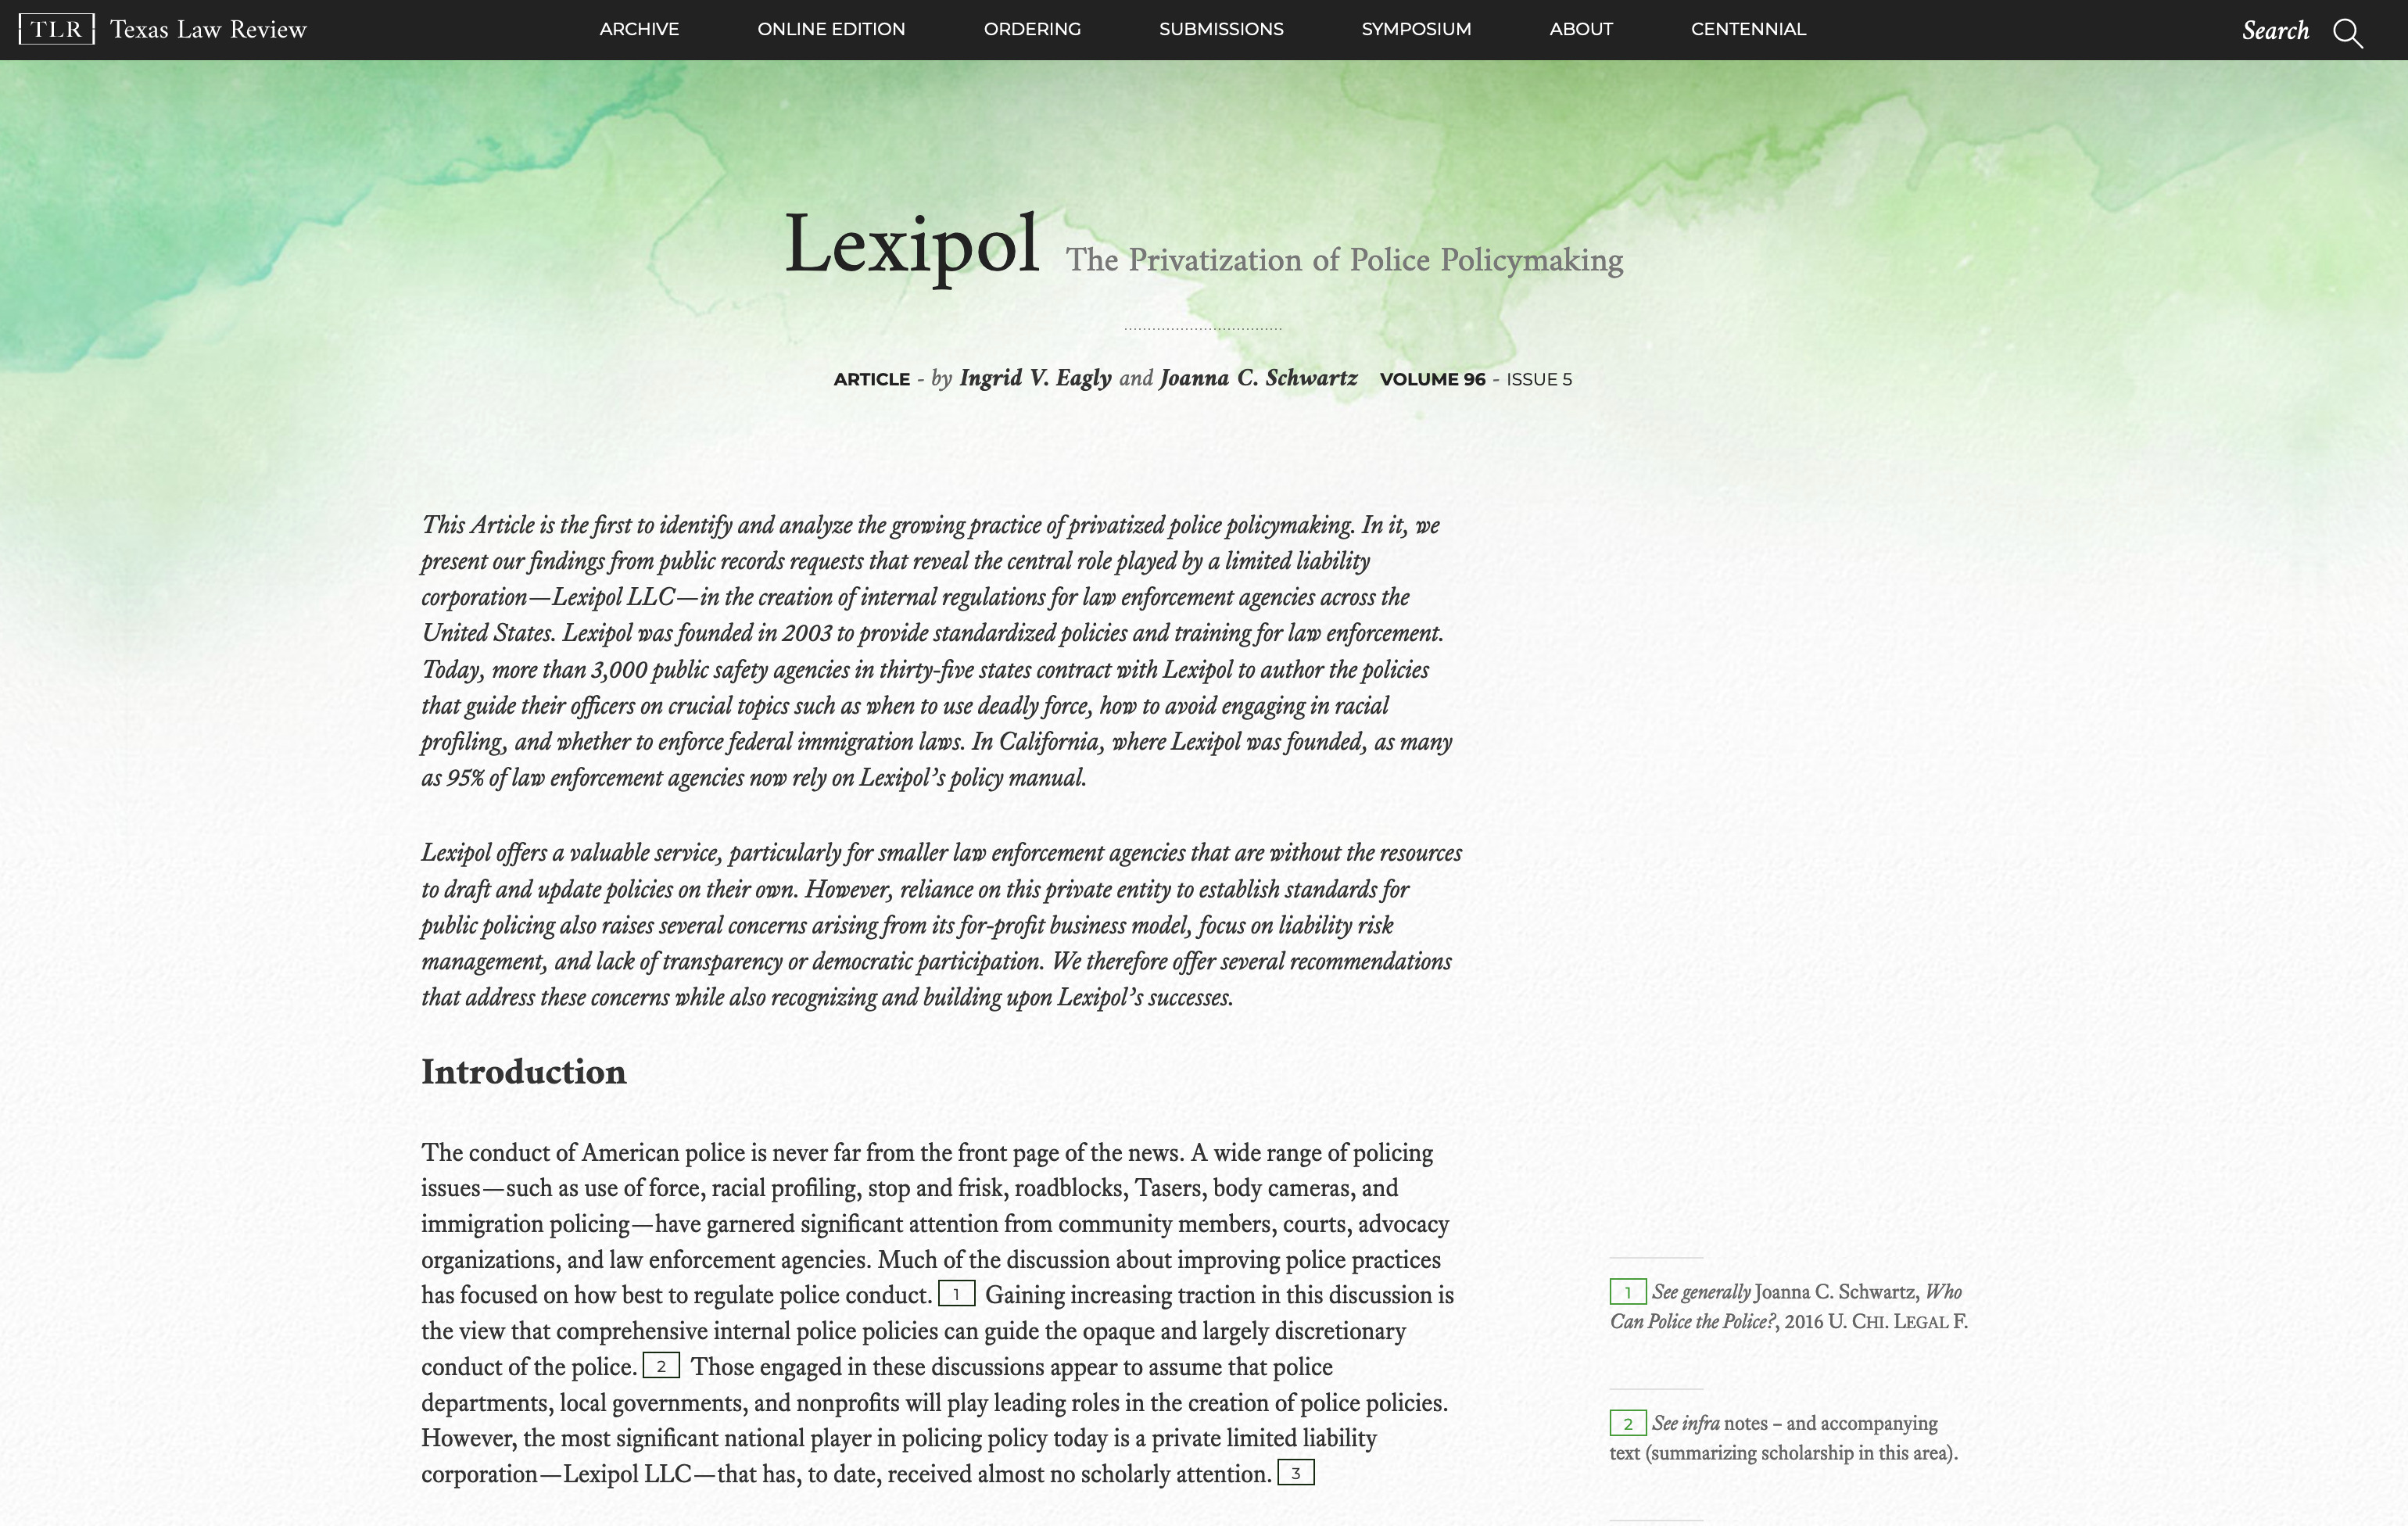 TLR Texas Law Review
ARCHIVE ONLINE EDITION ORDERING SUBMISSIONS SYMPOSIUM ABOUT CENTENNIAL
Search
Lexipol The Privatization of Police Policymaking
ARTICLE - by Ingrid V. Eagly and Joanna C. Schwartz VOLUME 96 - ISSUE 5
This Article is the first to identify and analyze the growing practice of privatized police policymaking. In it, we
present our findings from public records requests that reveal the central role played by a limited liability
corporation—Lexipol LLC—in the creation of internal regulations for law enforcement agencies across the
United States. Lexipol was founded in 2003 to provide standardized policies and training for law enforcement.
Today, more than 3,000 public safety agencies in thirty-five states contract with Lexipol to author the policies
that guide their officers on crucial topics such as when to use deadly force, how to avoid engaging in racial
profiling, and whether to enforce federal immigration laws. In California, where Lexipol was founded, as many
as 95% of law enforcement agencies now rely on Lexipol’s policy manual.
Lexipol offers a valuable service, particularly for smaller law enforcement agencies that are without the resources
to draft and update policies on their own. However, reliance on this private entity to establish standards for
public policing also raises several concerns arising from its for-profit business model, focus on liability risk
management, and lack of transparency or democratic participation. We therefore offer several recommendations
that address these concerns while also recognizing and building upon Lexipol’s successes.
Introduction
The conduct of American police is never far from the front page of the news. A wide range of policing
issues—such as use of force, racial profiling, stop and frisk, roadblocks, Tasers, body cameras, and
immigration policing—have garnered significant attention from community members, courts, advocacy
organizations, and law enforcement agencies. Much of the discussion about improving police practices
has focused on how best to regulate police conduct. 1 Gaining increasing traction in this discussion is
the view that comprehensive internal police policies can guide the opaque and largely discretionary
conduct of the police. 2 Those engaged in these discussions appear to assume that police
departments, local governments, and nonprofits will play leading roles in the creation of police policies.
However, the most significant national player in policing policy today is a private limited liability
corporation—Lexipol LLC—that has, to date, received almost no scholarly attention. 3
1 See generally Joanna C. Schwartz, Who
Can Police the Police?, 2016 U. CHI. LEGAL F.
2 See infra notes – and accompanying
text (summarizing scholarship in this area).